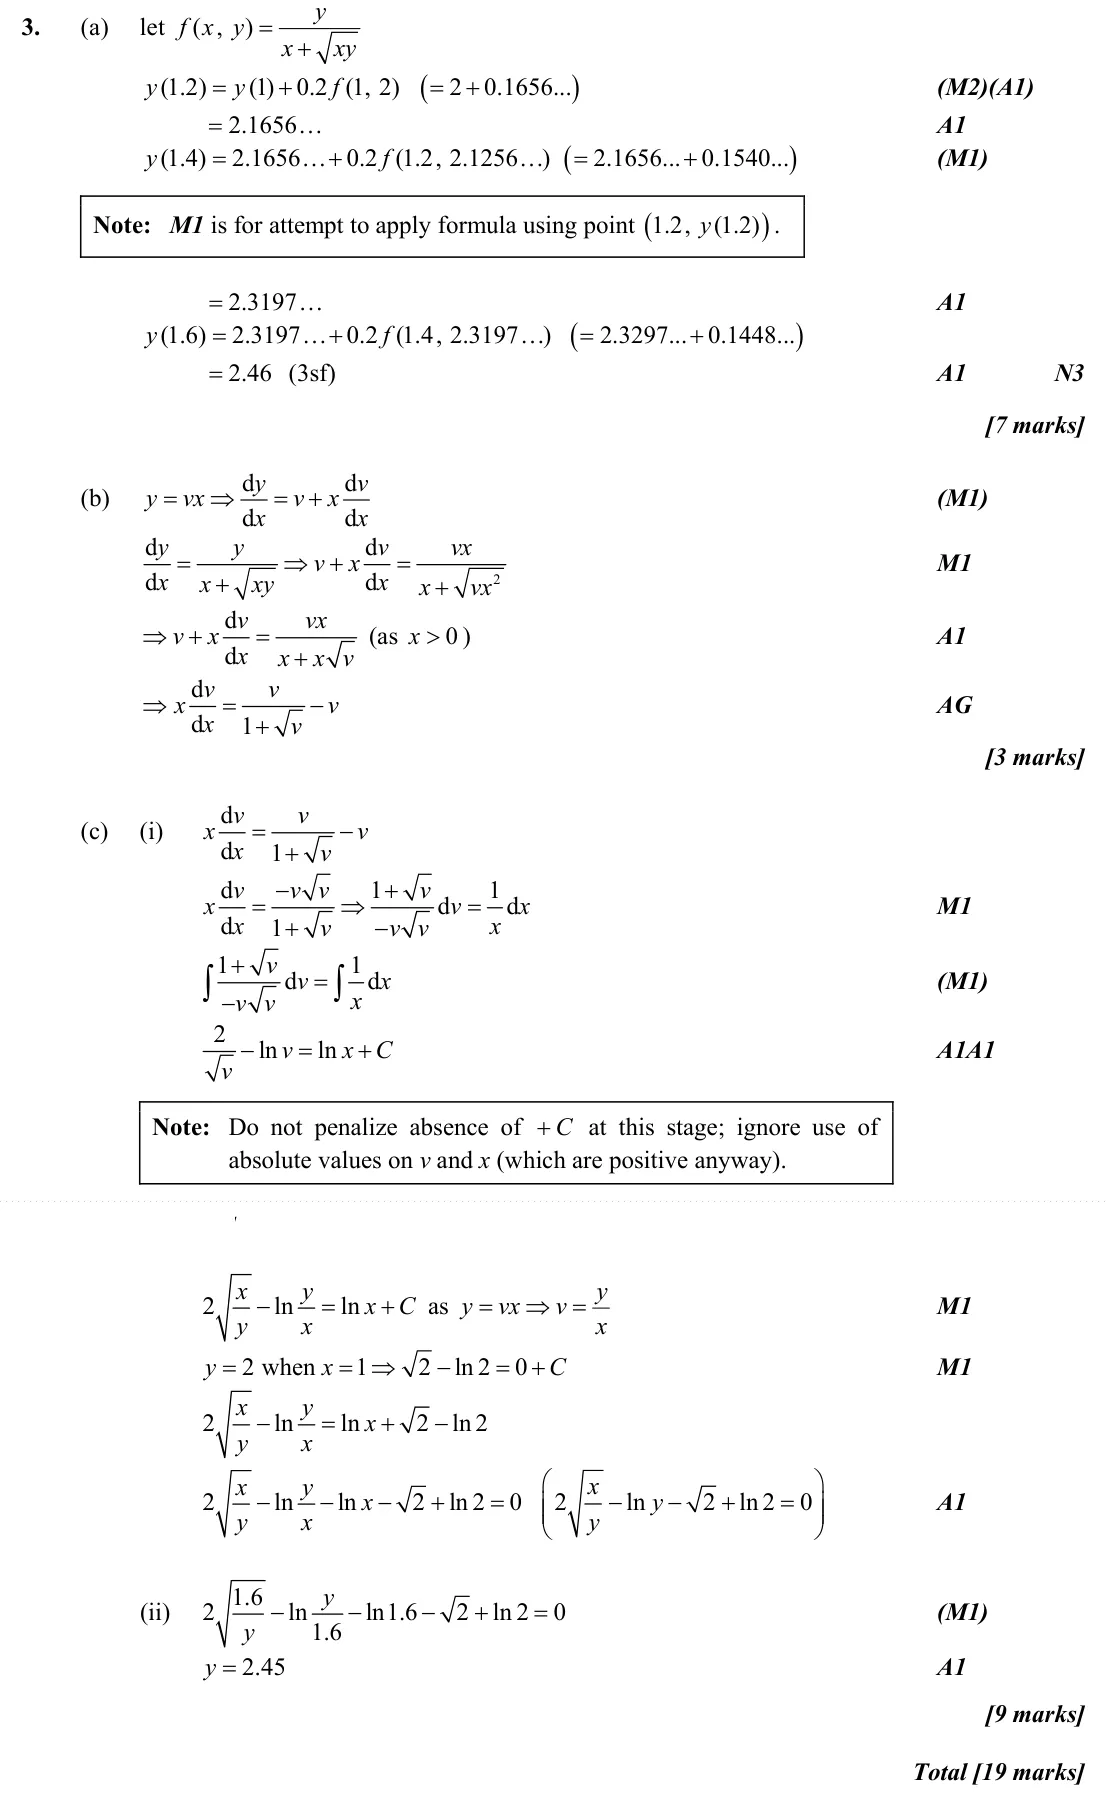 3. (a) let f(x, y) = y/(x + √(xy))
y(1.2) = y(1) + 0.2f(1, 2) (= 2 + 0.1656...) (M2)(A1)
= 2.1656… A1
y(1.4) = 2.1656… + 0.2f(1.2, 2.1256…) (= 2.1656... + 0.1540...) (M1)
Note: M1 is for attempt to apply formula using point (1.2, y(1.2)).
= 2.3197… A1
y(1.6) = 2.3197… + 0.2f(1.4, 2.3197…) (= 2.3297... + 0.1448...)
= 2.46 (3sf) A1 N3
[7 marks]
(b) y = vx ⇒ dy/dx = v + x dv/dx (M1)
dy/dx = y/(x + √(xy)) ⇒ v + x dv/dx = vx/(x + √(vx²)) M1
⇒ v + x dv/dx = vx/(x + x√v) (as x > 0) A1
⇒ x dv/dx = v/(1 + √v) − v AG
[3 marks]
(c) (i) x dv/dx = v/(1 + √v) − v
x dv/dx = −v√v/(1 + √v) ⇒ (1 + √v)/(−v√v) dv = 1/x dx M1
∫ (1 + √v)/(−v√v) dv = ∫ 1/x dx (M1)
2/√v − ln v = ln x + C A1A1
Note: Do not penalize absence of + C at this stage; ignore use of
absolute values on v and x (which are positive anyway).
2√(x/y) − ln y/x = ln x + C as y = vx ⇒ v = y/x M1
y = 2 when x = 1 ⇒ √2 − ln 2 = 0 + C M1
2√(x/y) − ln y/x = ln x + √2 − ln 2
2√(x/y) − ln y/x − ln x − √2 + ln 2 = 0 (2√(x/y) − ln y − √2 + ln 2 = 0) A1
(ii) 2√(1.6/y) − ln y/1.6 − ln 1.6 − √2 + ln 2 = 0 (M1)
y = 2.45 A1
[9 marks]
Total [19 marks]